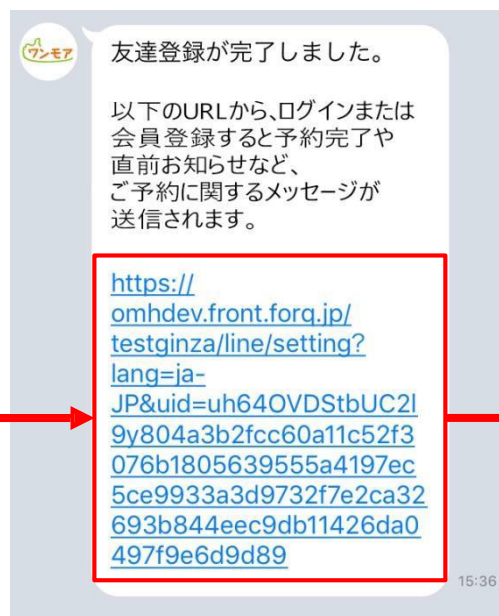 ワンモア
友達登録が完了しました。
以下のURLから、ログインまたは
会員登録すると予約完了や
直前お知らせなど、
ご予約に関するメッセージが
送信されます。
https://
omhdev.front.forq.jp/
testginza/line/setting?
lang=ja-
JP&uid=uh64OVDStbUC2l
9y804a3b2fcc60a11c52f3
076b1805639555a4197ec
5ce9933a3d9732f7e2ca32
693b844eec9db11426da0
497f9e6d9d89
15:36